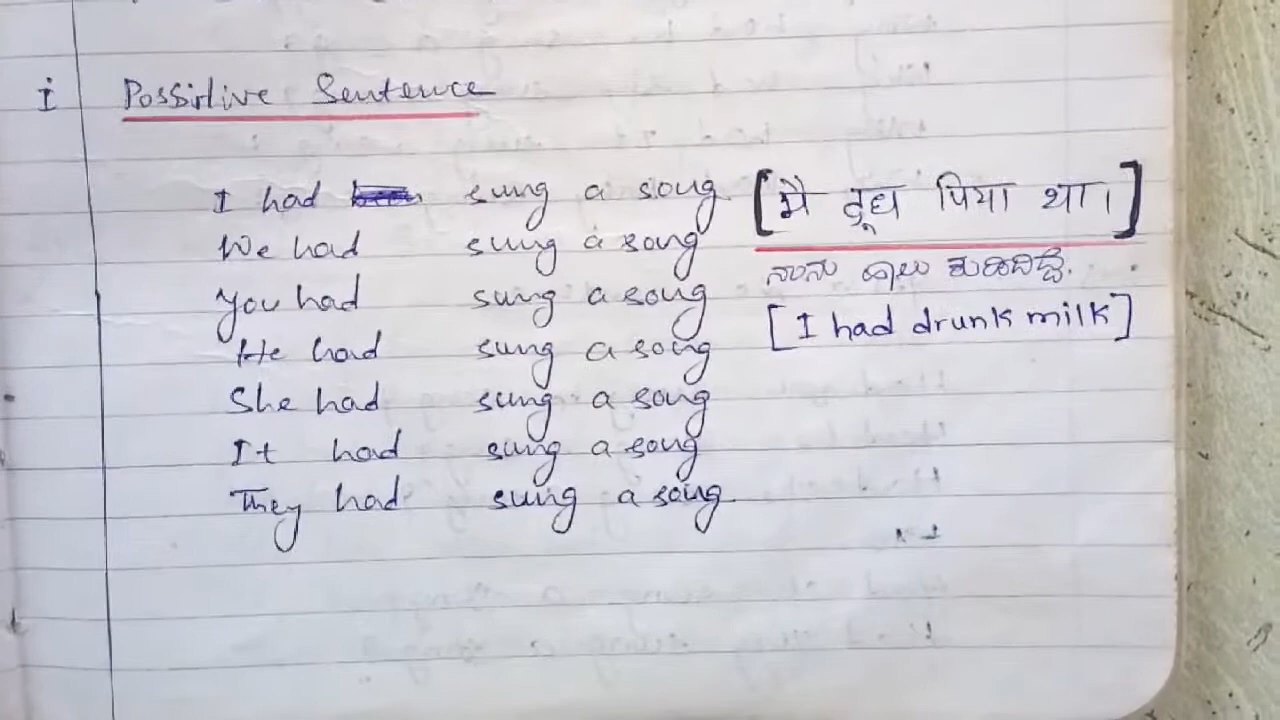 i Possitive Sentence
I had sung a song [मै दूध पिया था।]
We had sung a song
ನಾನು ಹಾಲು ಕುಡಿದಿದ್ದೆ.
You had sung a song [I had drunk milk]
He had sung a song
She had sung a song
It had sung a song
They had sung a song